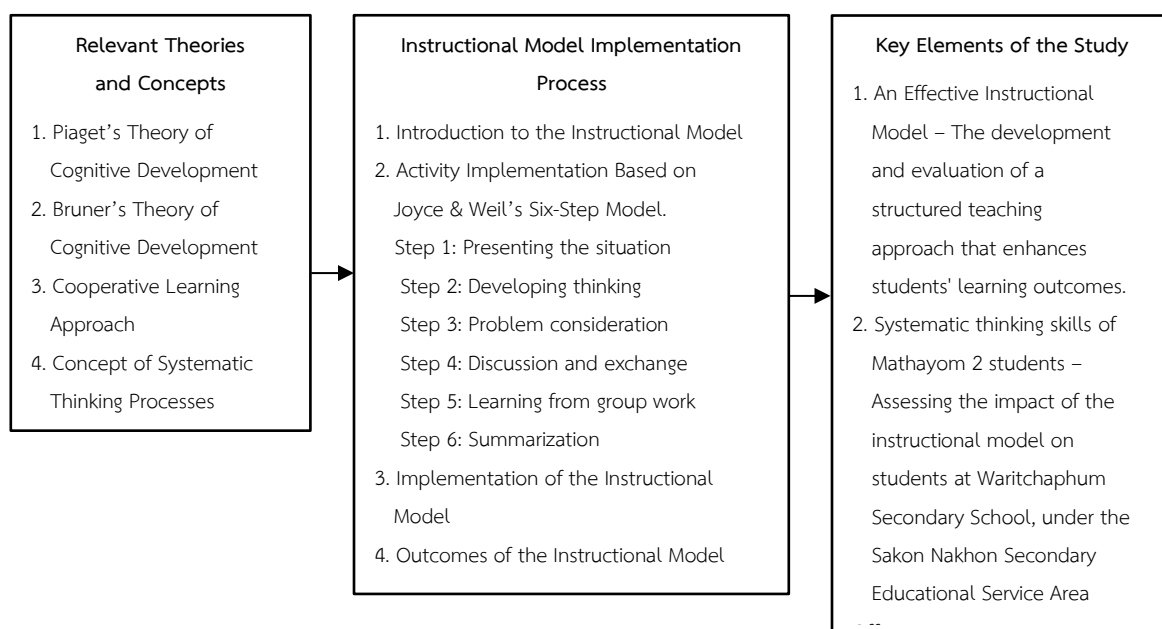 Relevant Theories
and Concepts
1. Piaget's Theory of
Cognitive Development
2. Bruner's Theory of
Cognitive Development
3. Cooperative Learning
Approach
4. Concept of Systematic
Thinking Processes
Instructional Model Implementation
Process
1. Introduction to the Instructional Model
2. Activity Implementation Based on
Joyce & Weil's Six-Step Model.
Step 1: Presenting the situation
Step 2: Developing thinking
Step 3: Problem consideration
Step 4: Discussion and exchange
Step 5: Learning from group work
Step 6: Summarization
3. Implementation of the Instructional
Model
4. Outcomes of the Instructional Model
Key Elements of the Study
1. An Effective Instructional
Model – The development
and evaluation of a
structured teaching
approach that enhances
students' learning outcomes.
2. Systematic thinking skills of
Mathayom 2 students –
Assessing the impact of the
instructional model on
students at Waritchaphum
Secondary School, under the
Sakon Nakhon Secondary
Educational Service Area